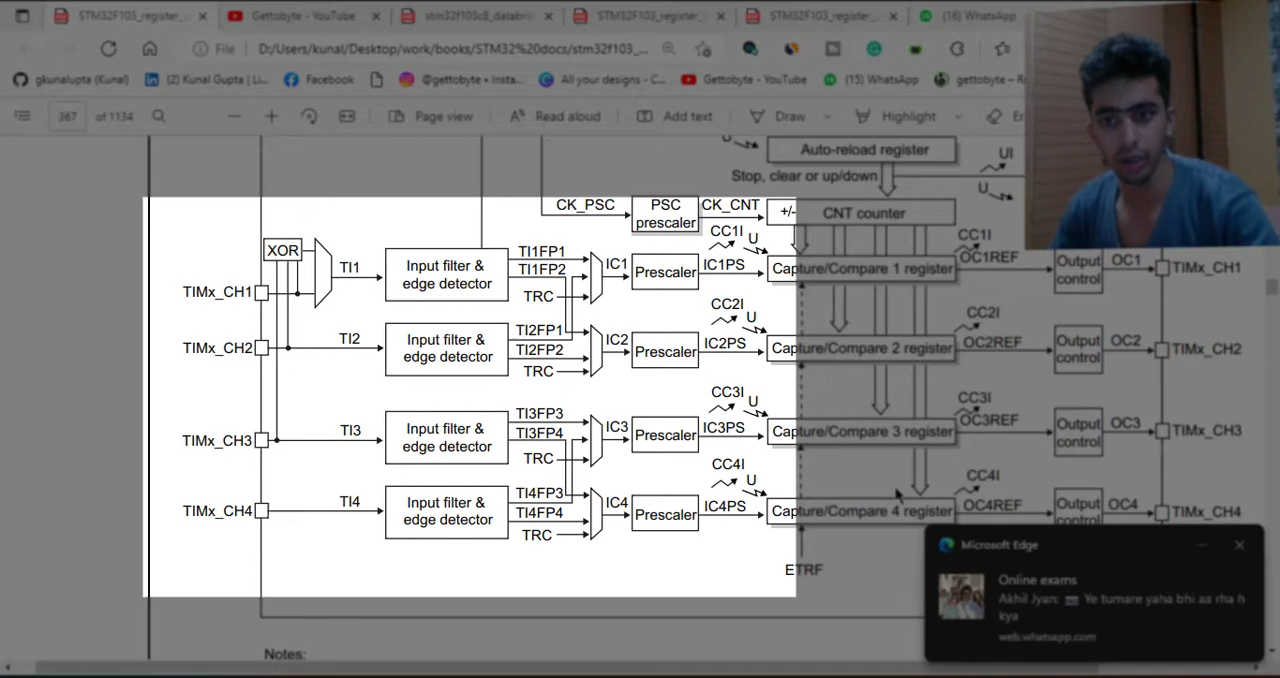 STM32F103_register_
Gettobyte - YouTube
stm32f103c8_datab
STM32F103_register_
STM32F103_register_
(16) WhatsApp
File
D:/Users/kunal/Desktop/work/books/STM32%20docs/stm32f103_...
gkunalupta (Kunal)
(2) Kunal Gupta | Li...
Facebook
@gettobyte • Insta...
All your designs - C...
Gettobyte - YouTube
(15) WhatsApp
gettobyte – R
367
of 1134
Page view
Read aloud
Add text
Draw
Highlight
Er
U
Auto-reload register
UI
Stop, clear or up/down
U
CK_PSC
PSC
prescaler
CK_CNT
+/-
CNT counter
XOR
TI1
Input filter &
edge detector
TI1FP1
TI1FP2
TRC
IC1
Prescaler
CC1I
U
IC1PS
Capture/Compare 1 register
CC1I
OC1REF
Output
control
OC1
TIMx_CH1
TIMx_CH1
TIMx_CH2
TI2
Input filter &
edge detector
TI2FP1
TI2FP2
TRC
IC2
Prescaler
CC2I
U
IC2PS
Capture/Compare 2 register
CC2I
OC2REF
Output
control
OC2
TIMx_CH2
TIMx_CH3
TI3
Input filter &
edge detector
TI3FP3
TI3FP4
TRC
IC3
Prescaler
CC3I
U
IC3PS
Capture/Compare 3 register
CC3I
OC3REF
Output
control
OC3
TIMx_CH3
TIMx_CH4
TI4
Input filter &
edge detector
TI4FP3
TI4FP4
TRC
IC4
Prescaler
CC4I
U
IC4PS
Capture/Compare 4 register
CC4I
OC4REF
Output
control
OC4
TIMx_CH4
ETRF
Notes:
Microsoft Edge
Online exams
Akhil Jyan: Ye tumare yaha bhi aa rha h
kya
web.whatsapp.com